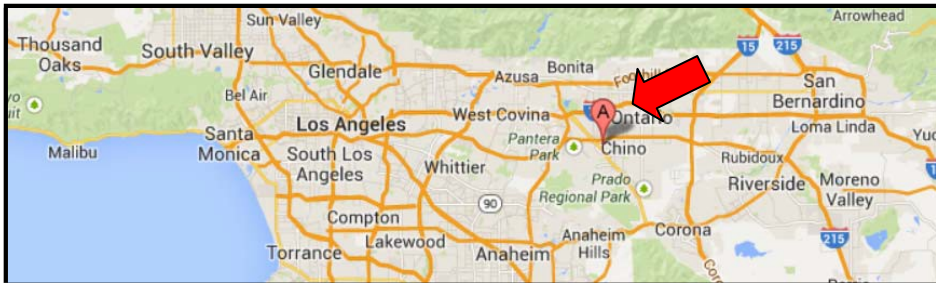 Sun Valley
Arrowhead
Thousand
Oaks
South Valley
15
215
Glendale
Bonita
Azusa
Foothill
San
Bernardino
Bel Air
A
Ontario
West Covina
Los Angeles
Loma Linda
Santa
Monica
Pantera
Park
Chino
Malibu
South Los
Angeles
Whittier
Rubidoux
Riverside
Moreno
Valley
Prado
Regional Park
90
Compton
Lakewood
Torrance
Anaheim
Anaheim
Hills
Corona
215